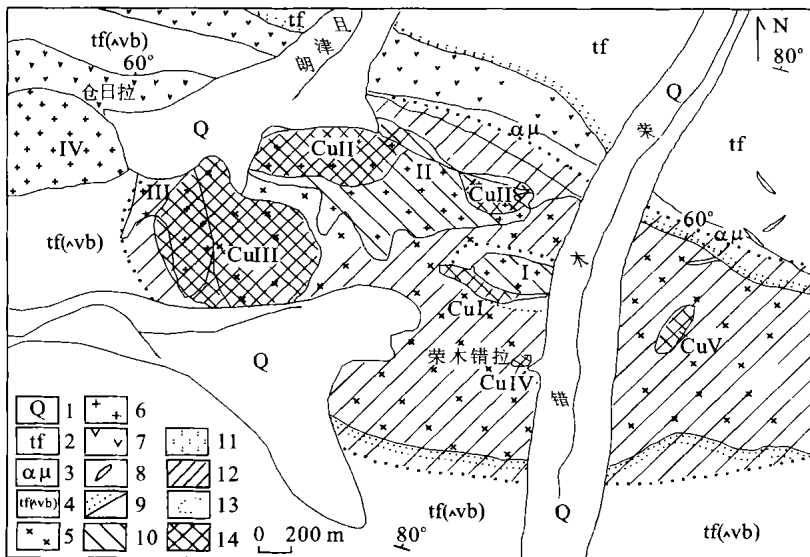 tf
tf(^vb)
60°
且
津
朗
tf
N
80°
仓日拉
Q
Q
αμ
荣
IV
CuII
II
tf
III
CuII
60°
αμ
tf(^vb)
CuIII
I
木
CuI
CuV
Q
荣木错拉
CuIV
错
Q 1
6
tf 2
7
11
αμ 3
8
12
tf(^vb) 4
9
13
5
10
14
0 200 m
80°
tf(^vb)
Q
tf(^vb)